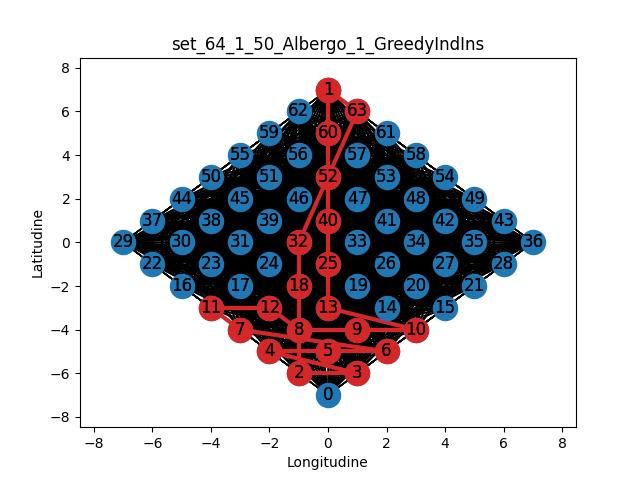 set_64_1_50_Albergo_1_GreedyIndIns
8
6
4
2
0
−2
−4
−6
−8
Latitudine
1
62 63
59 60 61
55 56 57 58
50 51 52 53 54
44 45 46 47 48 49
37 38 39 40 41 42 43
29 30 31 32 33 34 35 36
22 23 24 25 26 27 28
16 17 18 19 20 21
11 12 13 14 15
7 8 9 10
4 5 6
2 3
0
−8 −6 −4 −2 0 2 4 6 8
Longitudine